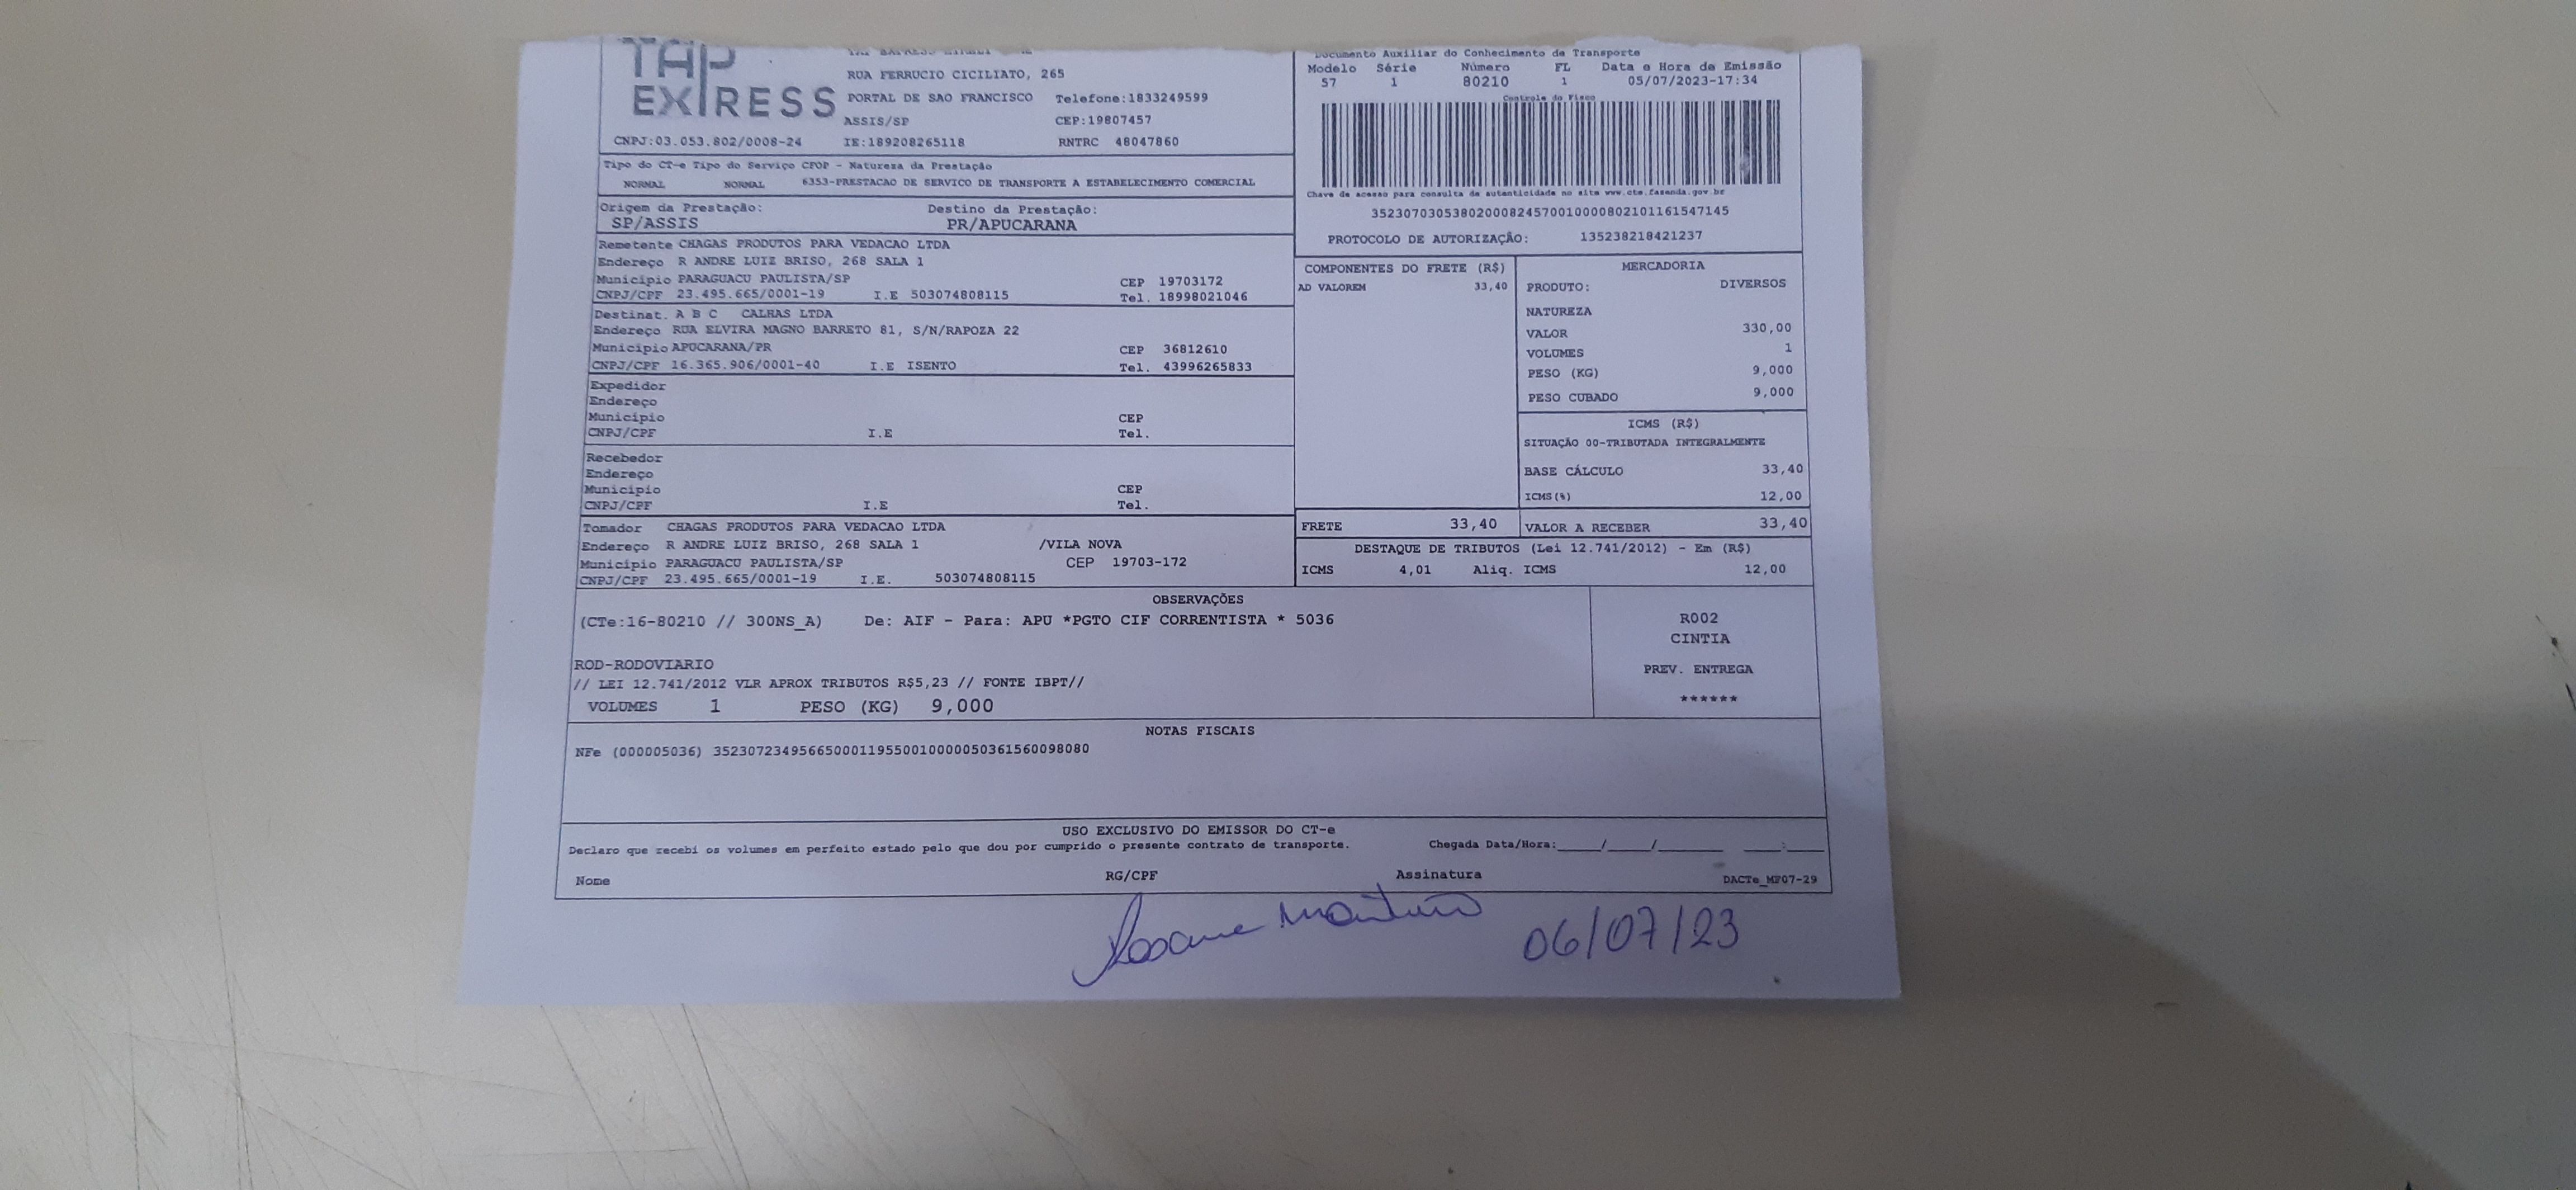 TAP
EXPRESS
RUA FERRUCIO CICILIATO, 265
PORTAL DE SAO FRANCISCO Telefone:1833249599
ASSIS/SP CEP:19807457
CNPJ:03.053.802/0008-24 IE:189208265118 RNTRC 48047860
Documento Auxiliar do Conhecimento de Transporte
Modelo Série Número FL Data e Hora de Emissão
57 1 80210 1 05/07/2023-17:34
Controle do Fisco
Chave de acesso para consulta de autenticidade no site www.cte.fazenda.gov.br
35230703053802000824570010000802101161547145
PROTOCOLO DE AUTORIZAÇÃO: 135238218421237
Tipo do CT-e Tipo do Serviço CFOP - Natureza da Prestação
NORMAL NORMAL 6353-PRESTACAO DE SERVICO DE TRANSPORTE A ESTABELECIMENTO COMERCIAL
Origem da Prestação: Destino da Prestação:
SP/ASSIS PR/APUCARANA
Remetente CHAGAS PRODUTOS PARA VEDACAO LTDA
Endereço R ANDRE LUIZ BRISO, 268 SALA 1
Município PARAGUACU PAULISTA/SP CEP 19703172
CNPJ/CPF 23.495.665/0001-19 I.E 503074808115 Tel. 18998021046
Destinat. A B C CALHAS LTDA
Endereço RUA ELVIRA MAGNO BARRETO 81, S/N/RAPOZA 22
Município APUCARANA/PR CEP 36812610
CNPJ/CPF 16.365.906/0001-40 I.E ISENTO Tel. 43996265833
Expedidor
Endereço
Município CEP
CNPJ/CPF I.E Tel.
Recebedor
Endereço
Município CEP
CNPJ/CPF I.E Tel.
Tomador CHAGAS PRODUTOS PARA VEDACAO LTDA
Endereço R ANDRE LUIZ BRISO, 268 SALA 1 /VILA NOVA
Município PARAGUACU PAULISTA/SP CEP 19703-172
CNPJ/CPF 23.495.665/0001-19 I.E. 503074808115
COMPONENTES DO FRETE (R$)
AD VALOREM 33,40
MERCADORIA
PRODUTO: DIVERSOS
NATUREZA
VALOR 330,00
VOLUMES 1
PESO (KG) 9,000
PESO CUBADO 9,000
ICMS (R$)
SITUAÇÃO 00-TRIBUTADA INTEGRALMENTE
BASE CÁLCULO 33,40
ICMS(%) 12,00
FRETE 33,40 VALOR A RECEBER 33,40
DESTAQUE DE TRIBUTOS (Lei 12.741/2012) - Em (R$)
ICMS 4,01 Aliq. ICMS 12,00
OBSERVAÇÕES
(CTe:16-80210 // 300NS_A) De: AIF - Para: APU *PGTO CIF CORRENTISTA * 5036
ROD-RODOVIARIO
// LEI 12.741/2012 VLR APROX TRIBUTOS R$5,23 // FONTE IBPT//
VOLUMES 1 PESO (KG) 9,000
R002
CINTIA
PREV. ENTREGA
******
NOTAS FISCAIS
NFe (000005036) 35230723495665000119550010000050361560098080
USO EXCLUSIVO DO EMISSOR DO CT-e
Declaro que recebi os volumes em perfeito estado pelo que dou por cumprido o presente contrato de transporte. Chegada Data/Hora:____/____/______ ___:___
Nome RG/CPF Assinatura DACTe_MF07-29
06/07/23